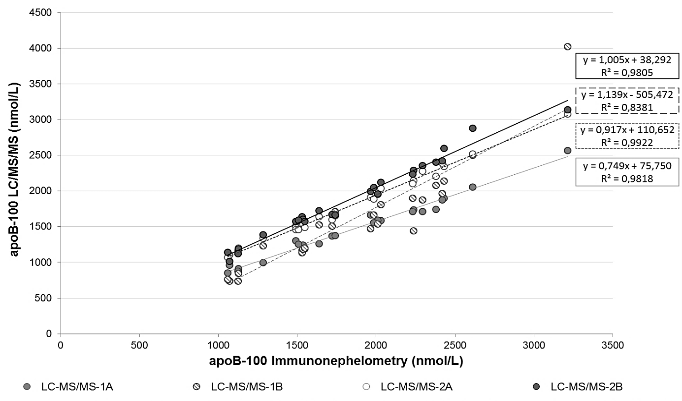 4500
4000
3500
3000
2500
2000
1500
1000
500
0
apoB-100 LC/MS/MS (nmol/L)
y = 1,005x + 38,292
R² = 0,9805
y = 1,139x - 505,472
R² = 0,8381
y = 0,917x + 110,652
R² = 0,9922
y = 0,749x + 75,750
R² = 0,9818
0 500 1000 1500 2000 2500 3000 3500
apoB-100 Immunonephelometry (nmol/L)
LC-MS/MS-1A LC-MS/MS-1B LC-MS/MS-2A LC-MS/MS-2B